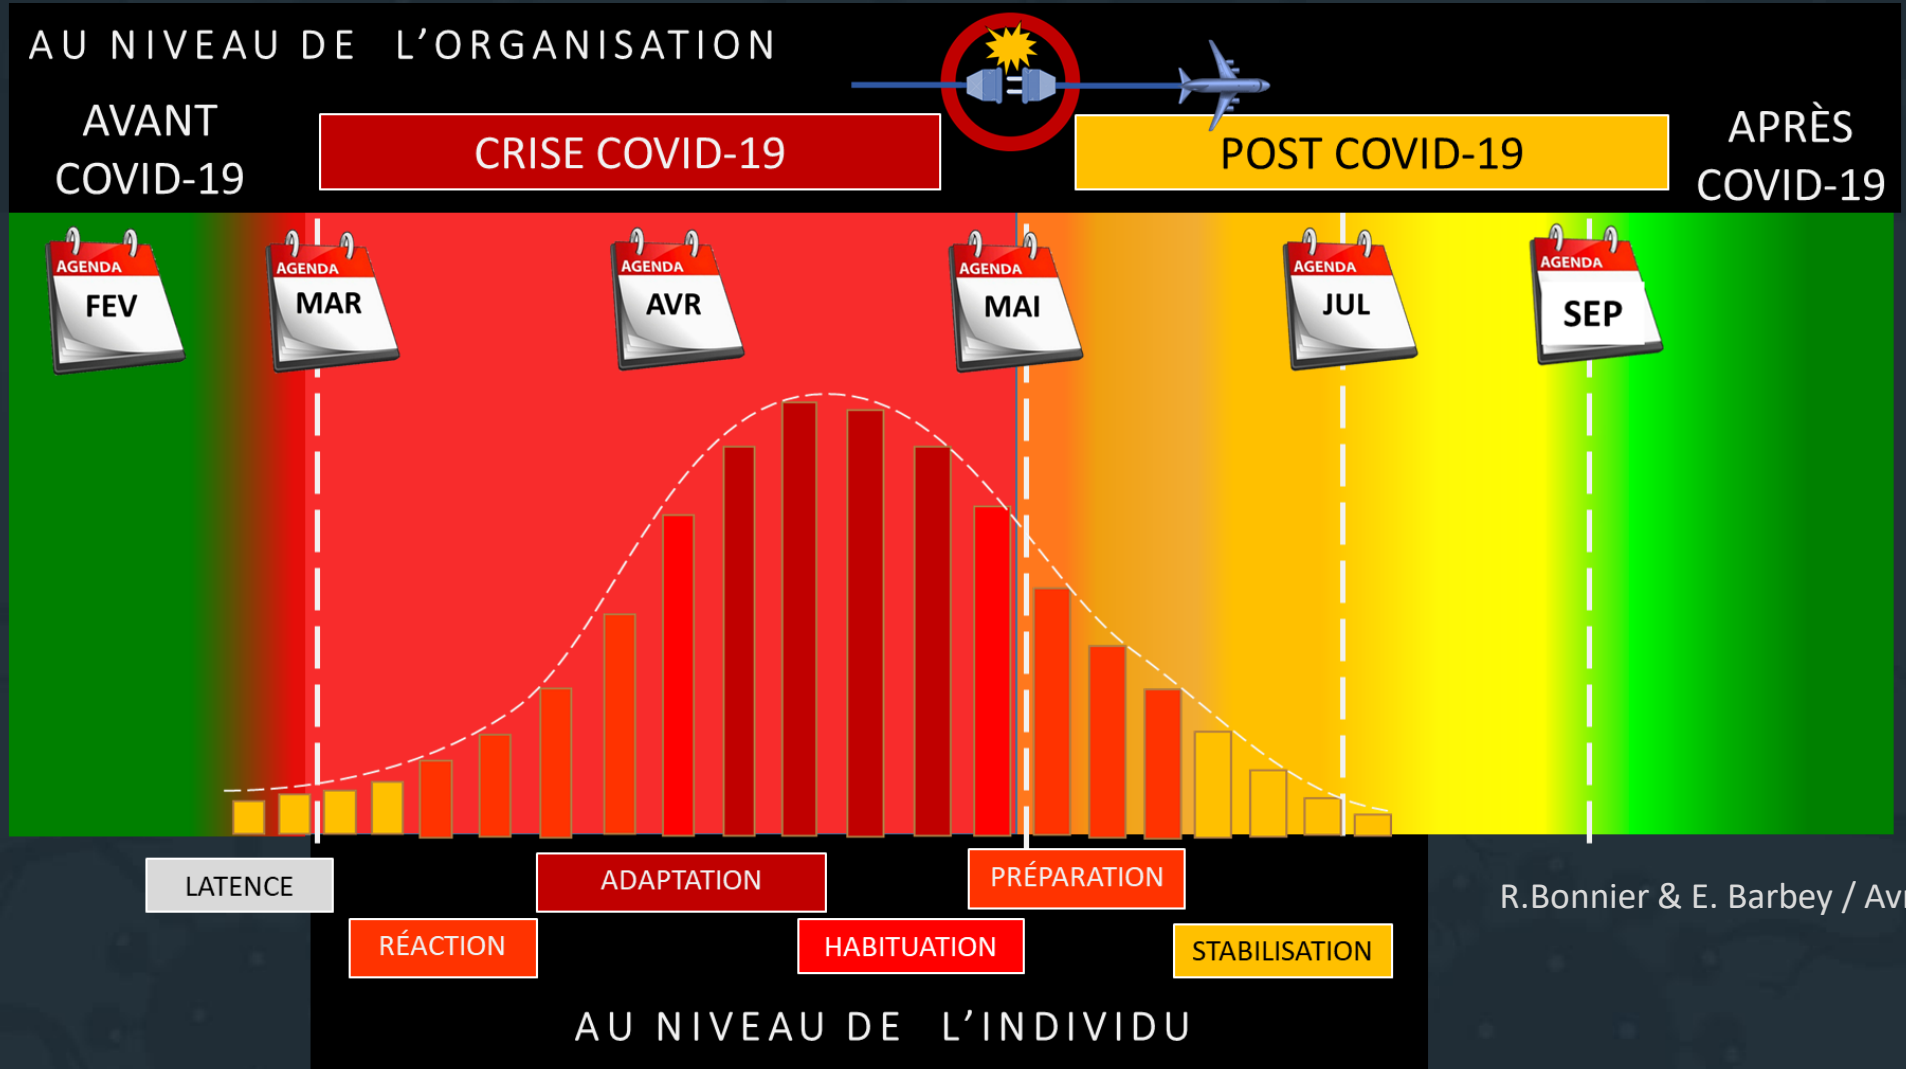 AU NIVEAU DE L’ORGANISATION
AVANT
COVID-19
CRISE COVID-19
POST COVID-19
APRÈS
COVID-19
AGENDA
FEV
AGENDA
MAR
AGENDA
AVR
AGENDA
MAI
AGENDA
JUL
AGENDA
SEP
LATENCE
RÉACTION
ADAPTATION
HABITUATION
PRÉPARATION
STABILISATION
R.Bonnier & E. Barbey /
AU NIVEAU DE L’INDIVIDU